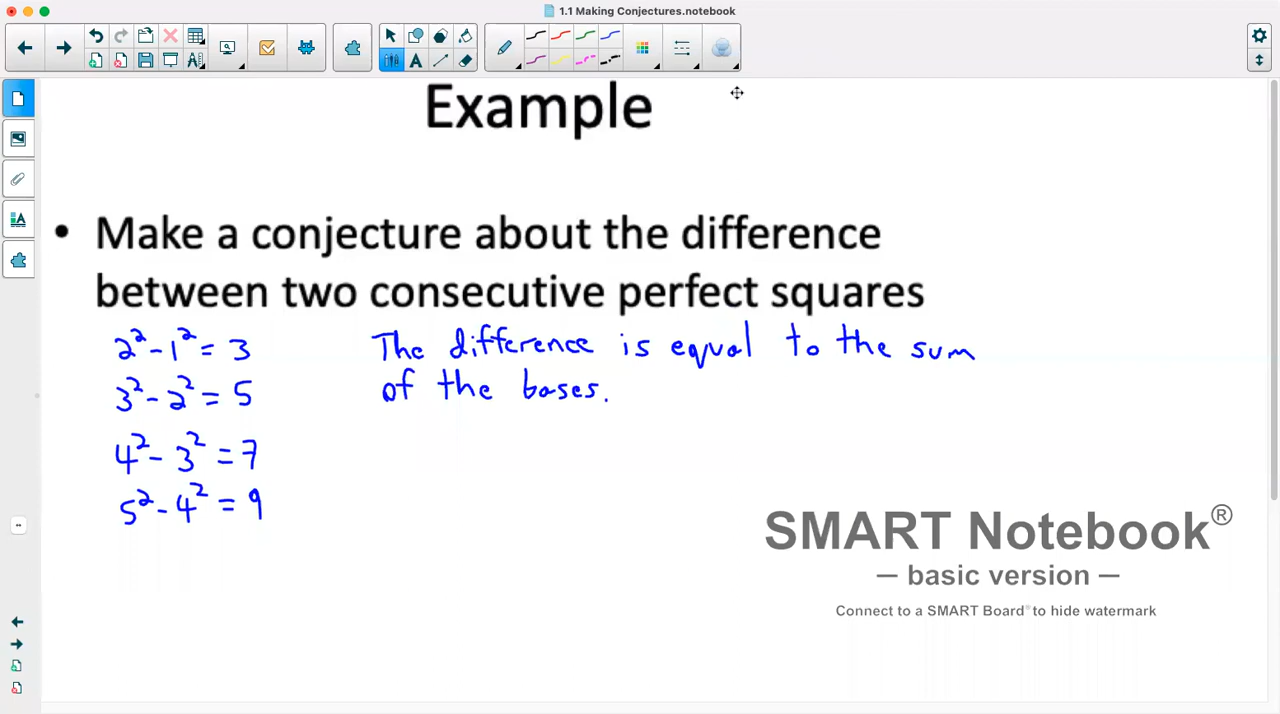 1.1 Making Conjectures.notebook
Example
• Make a conjecture about the difference
between two consecutive perfect squares
2² - 1² = 3
3² - 2² = 5
4² - 3² = 7
5² - 4² = 9
The difference is equal to the sum
of the bases.
SMART Notebook®
— basic version —
Connect to a SMART Board® to hide watermark